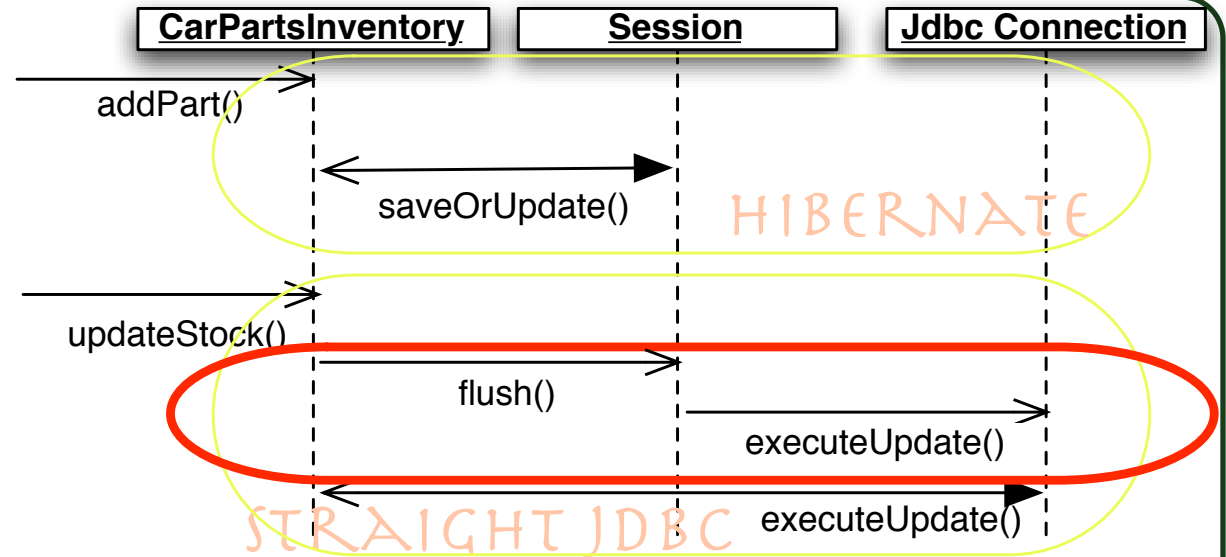 CarPartsInventory
Session
Jdbc Connection
addPart()
saveOrUpdate()
HIBERNATE
updateStock()
flush()
executeUpdate()
executeUpdate()
STRAIGHT JDBC